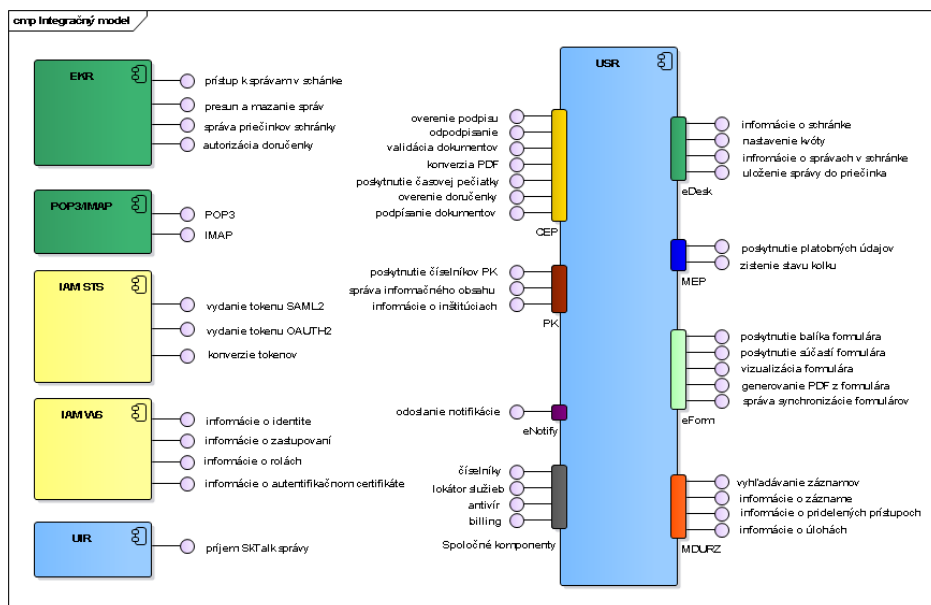 cmp Integračný model
EKR
prístup k správam v schánke
presun a mazanie správ
správa priečinkov schránky
autorizácia doručenky
POP3/IMAP
POP3
IMAP
IAM STS
vydanie tokenu SAML2
vydanie tokenu OAUTH2
konverzie tokenov
IAM WS
informácie o identite
informácie o zastupovaní
informácie o rolách
informácie o autentifikačnom certifikáte
UIR
príjem SkTalk správy
USR
overenie podpisu
odpodpísanie
validácia dokumentov
konverzia PDF
poskytnutie časovej pečiatky
overenie doručenky
podpísanie dokumentov
CEP
poskytnutie číselníkov PK
správa informačného obsahu
informácie o inštitúciach
PK
odoslanie notifikácie
eNotify
číselníky
lokátor služieb
antivír
billing
Spoločné komponenty
informácie o schránke
nastavenie kvóty
infromácie o správach v schránke
uloženie správy do priečinka
eDesk
poskytnutie platobných údajov
zistenie stavu kolku
MEP
poskytnutie balíka formulára
poskytnutie súčastí formulára
vizualizácia formulára
generovanie PDF z formulára
správa synchronizácie formulárov
eForm
vyhľadávanie záznamov
informácie o zázname
informácie o pridelených prístupoch
informácie o úlohách
MDURZ